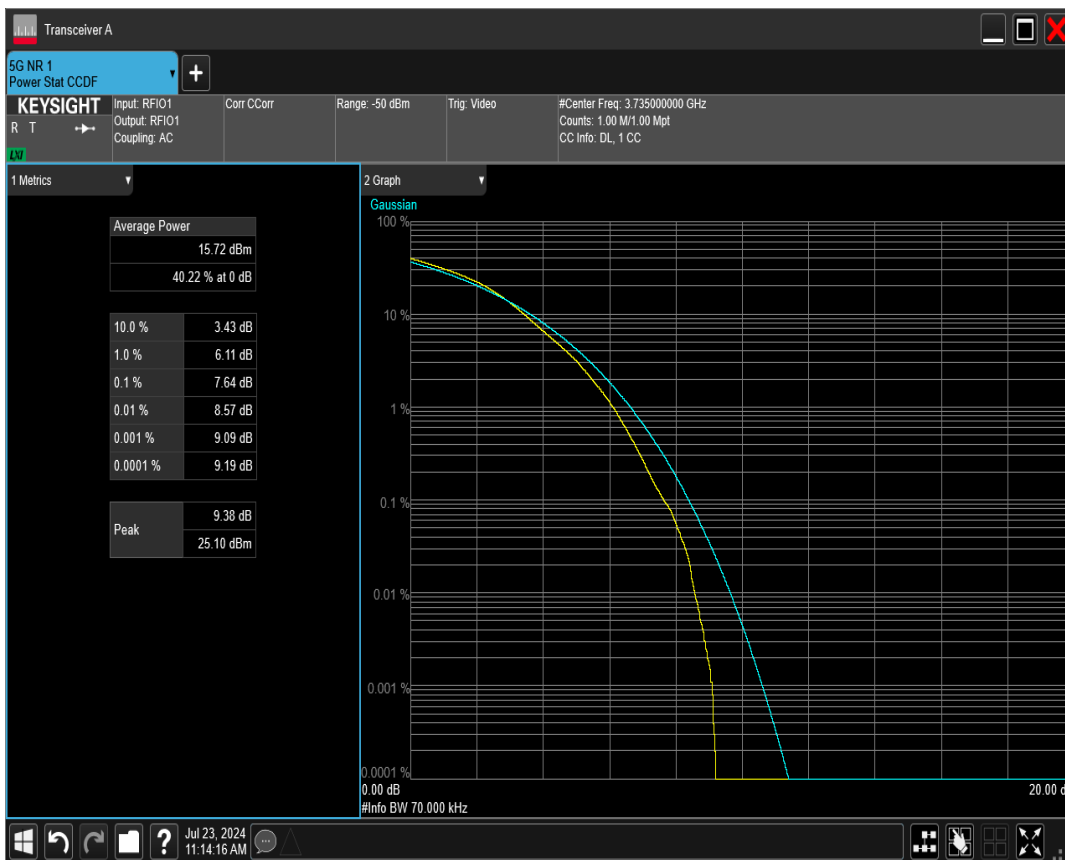 Transceiver A
5G NR 1
Power Stat CCDF
KEYSIGHT
R T
LXI
Input: RFIO1
Output: RFIO1
Coupling: AC
Corr CCorr
Range: -50 dBm
Trig: Video
#Center Freq: 3.735000000 GHz
Counts: 1.00 M/1.00 Mpt
CC Info: DL, 1 CC
1 Metrics
Average Power
15.72 dBm
40.22 % at 0 dB
10.0 % 3.43 dB
1.0 % 6.11 dB
0.1 % 7.64 dB
0.01 % 8.57 dB
0.001 % 9.09 dB
0.0001 % 9.19 dB
Peak 9.38 dB
25.10 dBm
2 Graph
Gaussian
100 %
10 %
1 %
0.1 %
0.01 %
0.001 %
0.0001 %
0.00 dB 20.00 d
#Info BW 70.000 kHz
? Jul 23, 2024
11:14:16 AM